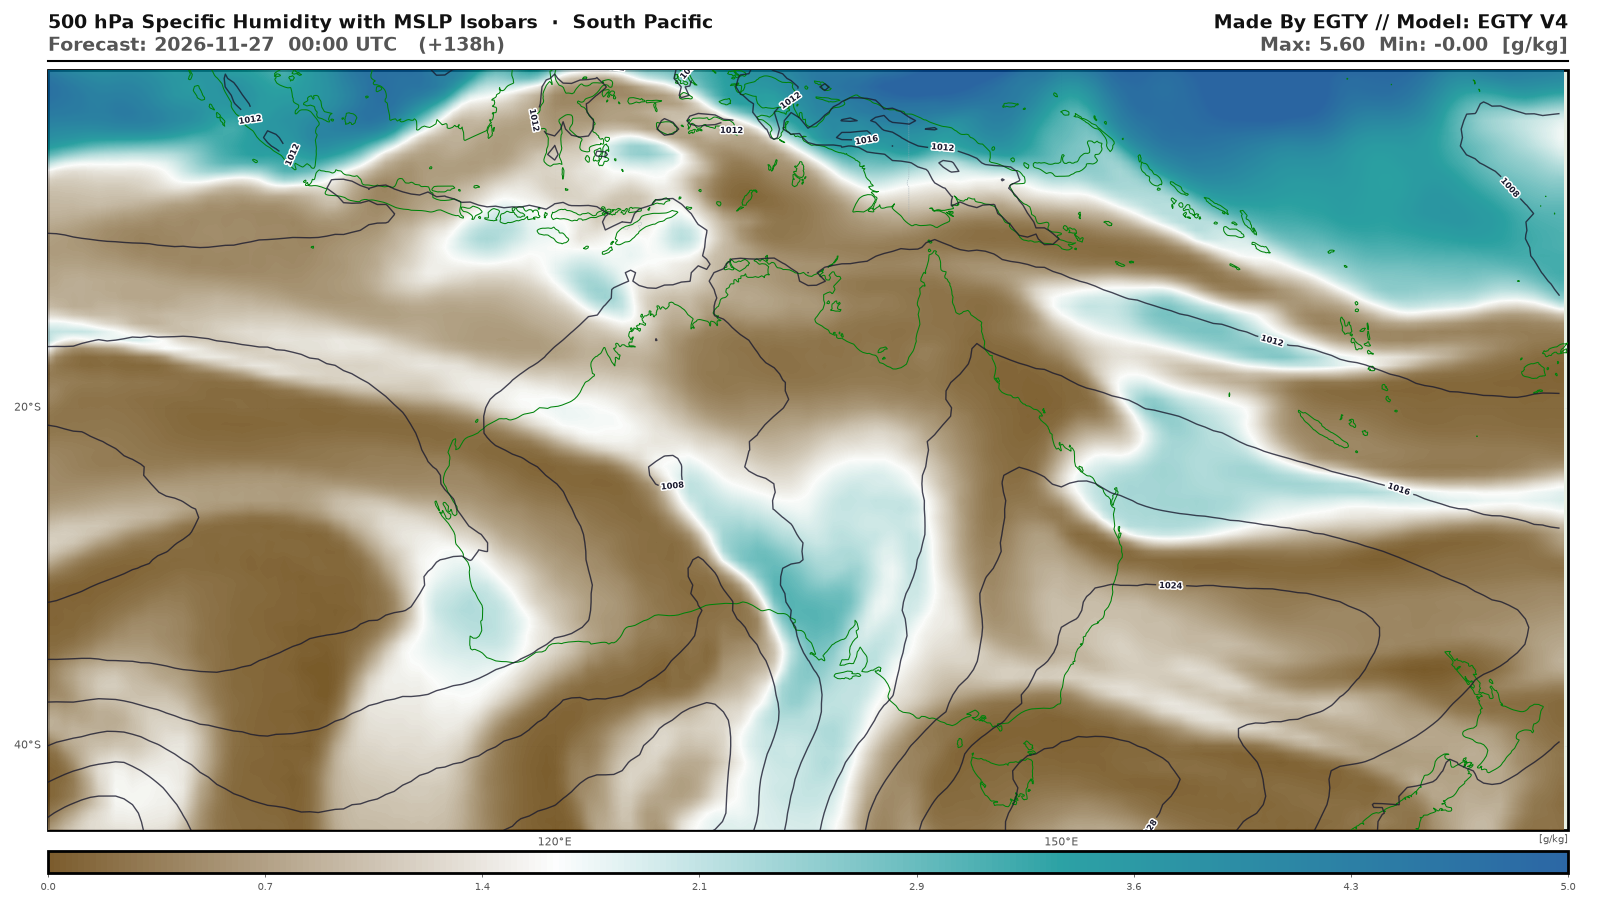 500 hPa Specific Humidity with MSLP Isobars · South Pacific
Made By EGTY // Model: EGTY V4
Forecast: 2026-11-27 00:00 UTC (+138h)
Max: 5.60 Min: -0.00 [g/kg]
1012
1012
1012
1012
1012
1016
1012
1008
1012
20°S
1008
1016
1024
40°S
28
120°E
150°E
[g/kg]
0.0
0.7
1.4
2.1
2.9
3.6
4.3
5.0